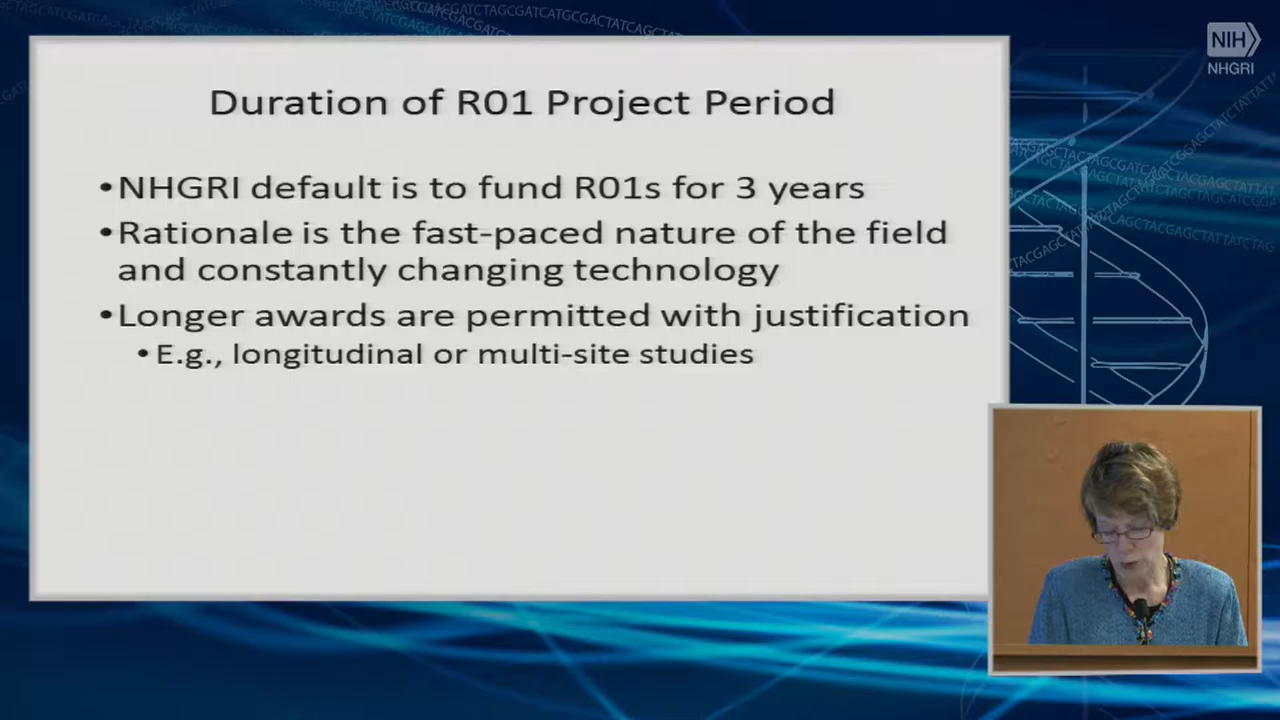 NIH
NHGRI
Duration of R01 Project Period
•NHGRI default is to fund R01s for 3 years
•Rationale is the fast-paced nature of the field
and constantly changing technology
•Longer awards are permitted with justification
•E.g., longitudinal or multi-site studies